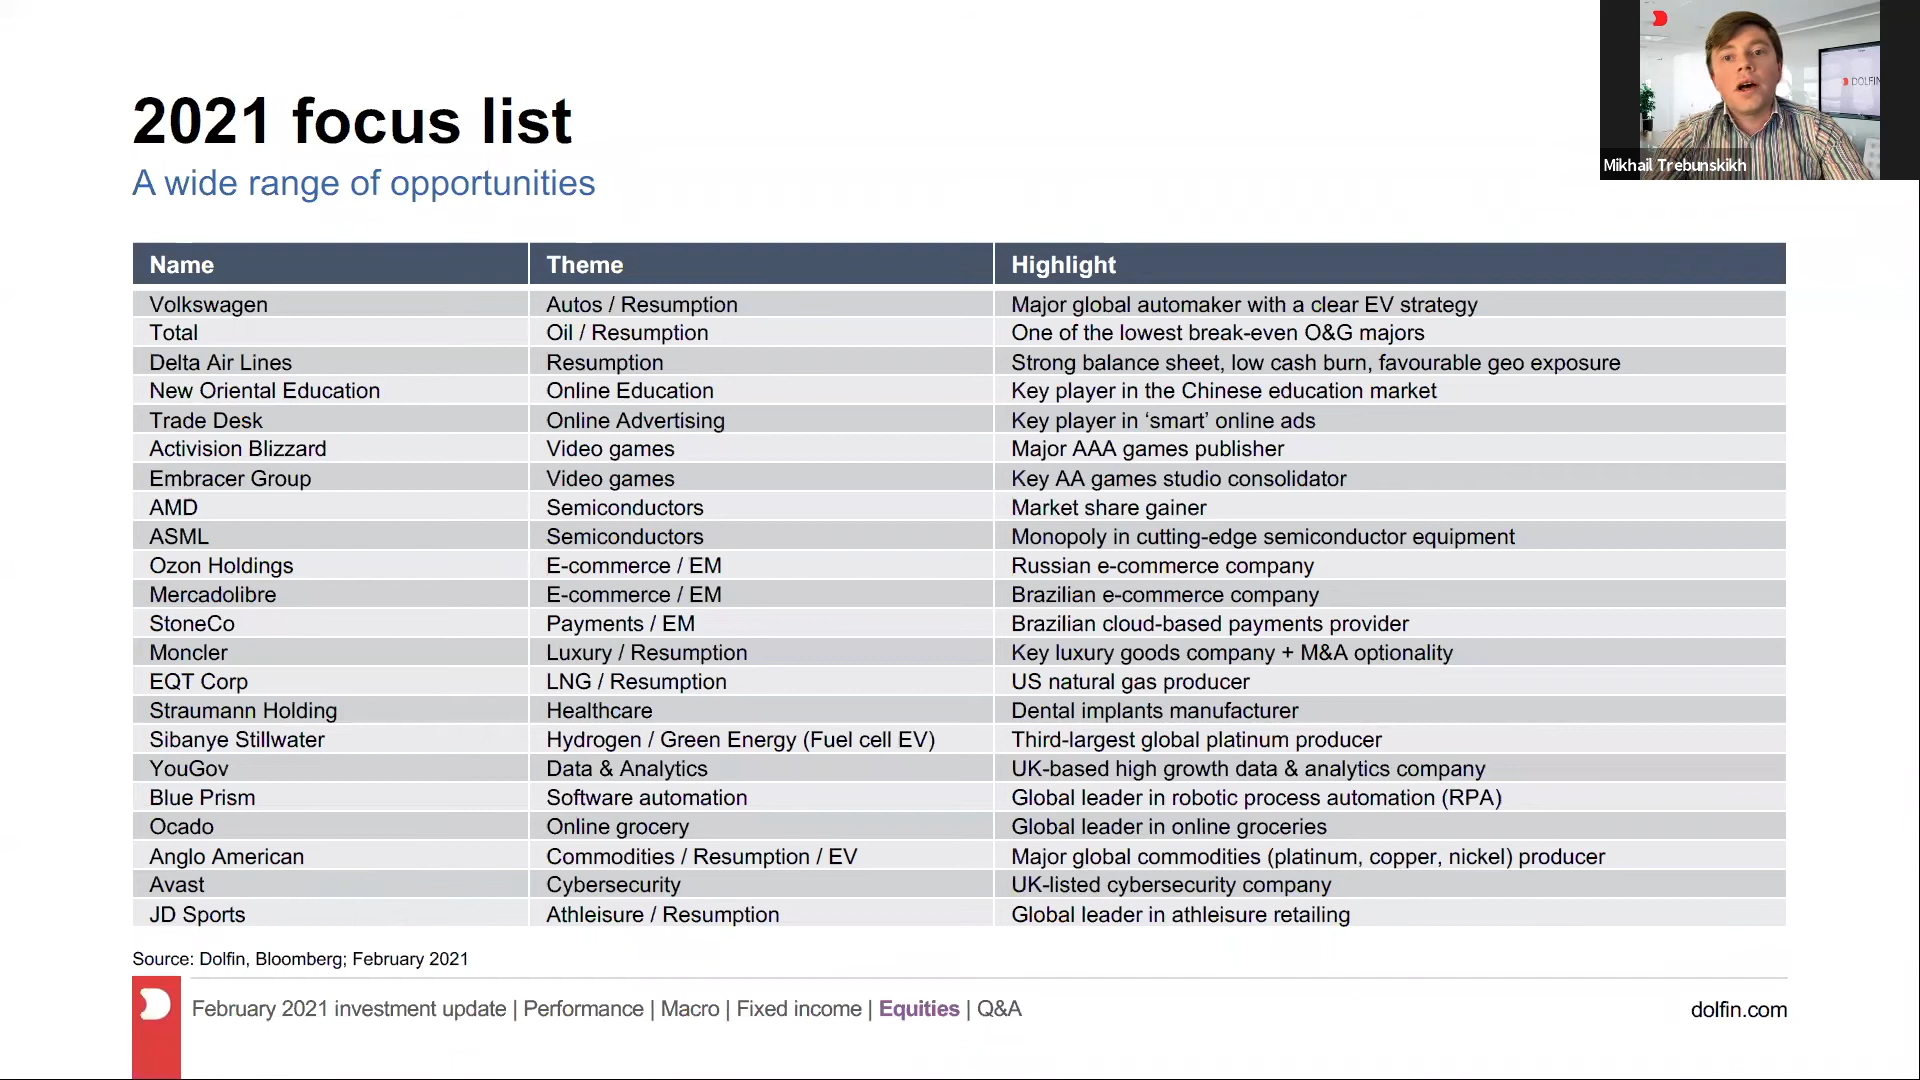 2021 focus list
A wide range of opportunities
DOLFIN
Mikhail Trebunskikh
Name Theme Highlight
Volkswagen Autos / Resumption Major global automaker with a clear EV strategy
Total Oil / Resumption One of the lowest break-even O&G majors
Delta Air Lines Resumption Strong balance sheet, low cash burn, favourable geo exposure
New Oriental Education Online Education Key player in the Chinese education market
Trade Desk Online Advertising Key player in ‘smart’ online ads
Activision Blizzard Video games Major AAA games publisher
Embracer Group Video games Key AA games studio consolidator
AMD Semiconductors Market share gainer
ASML Semiconductors Monopoly in cutting-edge semiconductor equipment
Ozon Holdings E-commerce / EM Russian e-commerce company
Mercadolibre E-commerce / EM Brazilian e-commerce company
StoneCo Payments / EM Brazilian cloud-based payments provider
Moncler Luxury / Resumption Key luxury goods company + M&A optionality
EQT Corp LNG / Resumption US natural gas producer
Straumann Holding Healthcare Dental implants manufacturer
Sibanye Stillwater Hydrogen / Green Energy (Fuel cell EV) Third-largest global platinum producer
YouGov Data & Analytics UK-based high growth data & analytics company
Blue Prism Software automation Global leader in robotic process automation (RPA)
Ocado Online grocery Global leader in online groceries
Anglo American Commodities / Resumption / EV Major global commodities (platinum, copper, nickel) producer
Avast Cybersecurity UK-listed cybersecurity company
JD Sports Athleisure / Resumption Global leader in athleisure retailing
Source: Dolfin, Bloomberg; February 2021
February 2021 investment update | Performance | Macro | Fixed income | Equities | Q&A
dolfin.com